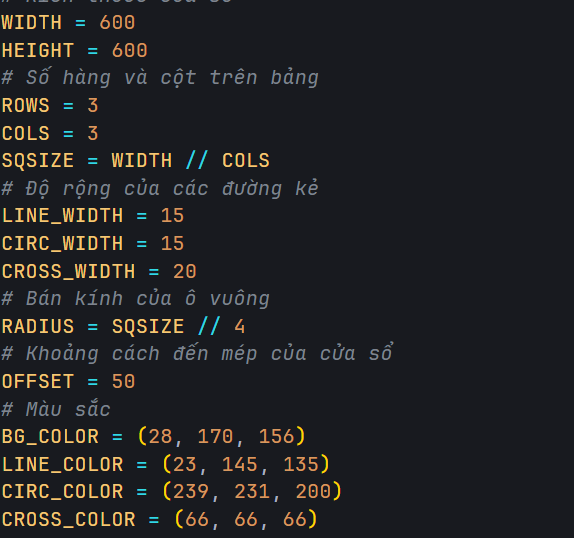 WIDTH = 600
HEIGHT = 600
# Số hàng và cột trên bảng
ROWS = 3
COLS = 3
SQSIZE = WIDTH // COLS
# Độ rộng của các đường kẻ
LINE_WIDTH = 15
CIRC_WIDTH = 15
CROSS_WIDTH = 20
# Bán kính của ô vuông
RADIUS = SQSIZE // 4
# Khoảng cách đến mép của cửa sổ
OFFSET = 50
# Màu sắc
BG_COLOR = (28, 170, 156)
LINE_COLOR = (23, 145, 135)
CIRC_COLOR = (239, 231, 200)
CROSS_COLOR = (66, 66, 66)